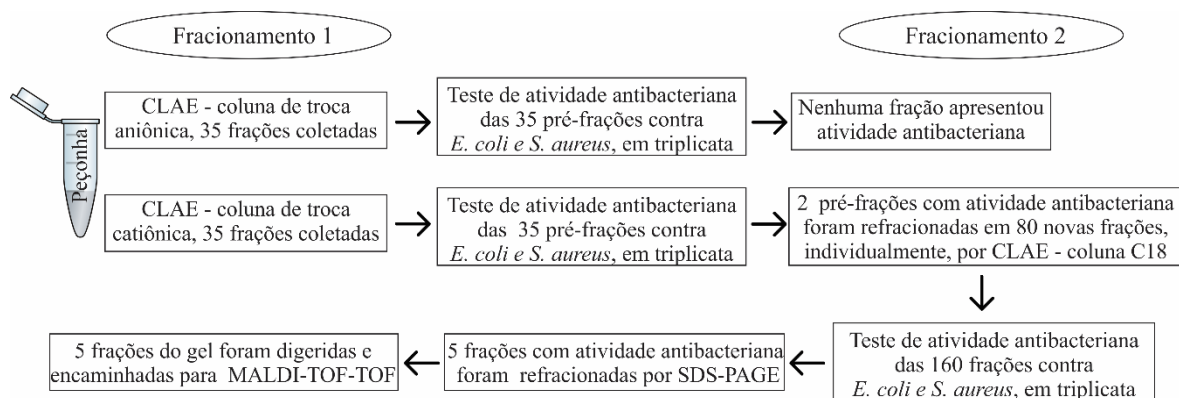 Fracionamento 1
Fracionamento 2
Peçonha
CLAE - coluna de troca
aniônica, 35 frações coletadas
Teste de atividade antibacteriana
das 35 pré-frações contra
E. coli e S. aureus, em triplicata
Nenhuma fração apresentou
atividade antibacteriana
CLAE - coluna de troca
catiônica, 35 frações coletadas
Teste de atividade antibacteriana
das 35 pré-frações contra
E. coli e S. aureus, em triplicata
2 pré-frações com atividade antibacteriana
foram refracionadas em 80 novas frações,
individualmente, por CLAE - coluna C18
Teste de atividade antibacteriana
das 160 frações contra
E. coli e S. aureus, em triplicata
5 frações com atividade antibacteriana
foram refracionadas por SDS-PAGE
5 frações do gel foram digeridas e
encaminhadas para MALDI-TOF-TOF